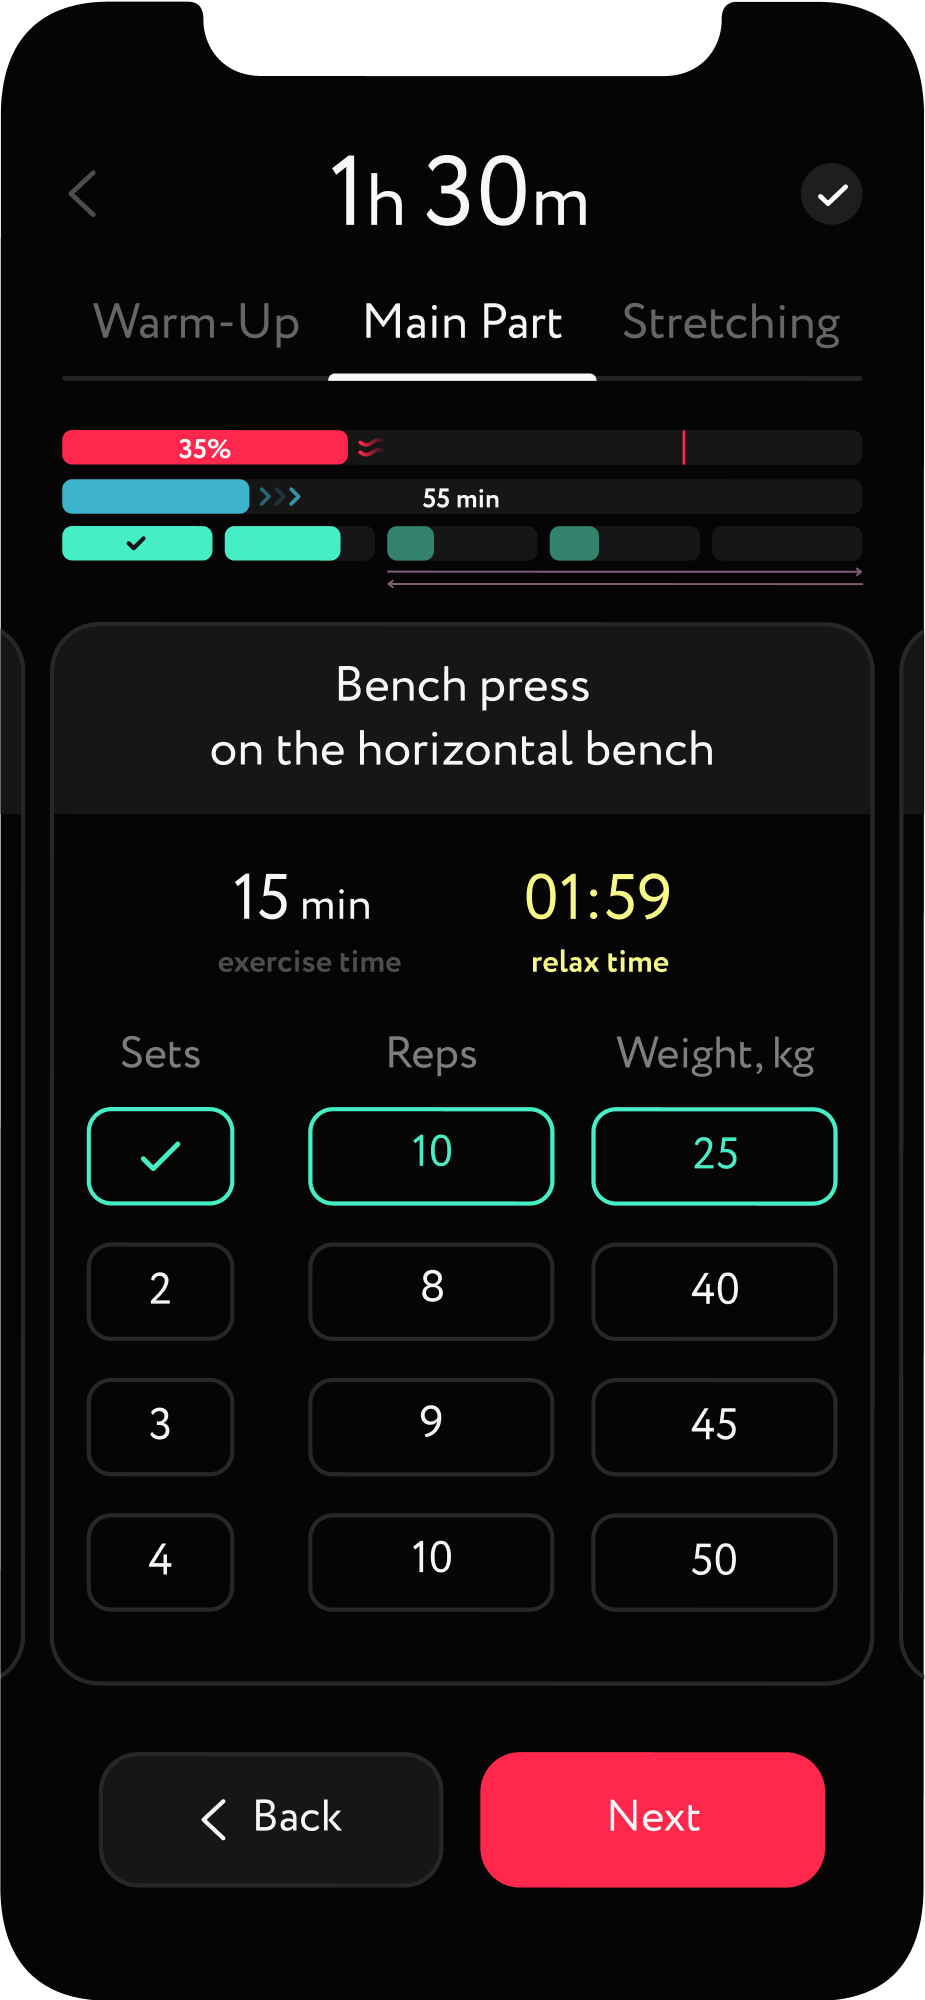 1h 30m
Warm-Up Main Part Stretching
35%
55 min
Bench press
on the horizontal bench
15 min 01:59
exercise time relax time
Sets Reps Weight, kg
10 25
2 8 40
3 9 45
4 10 50
Back Next